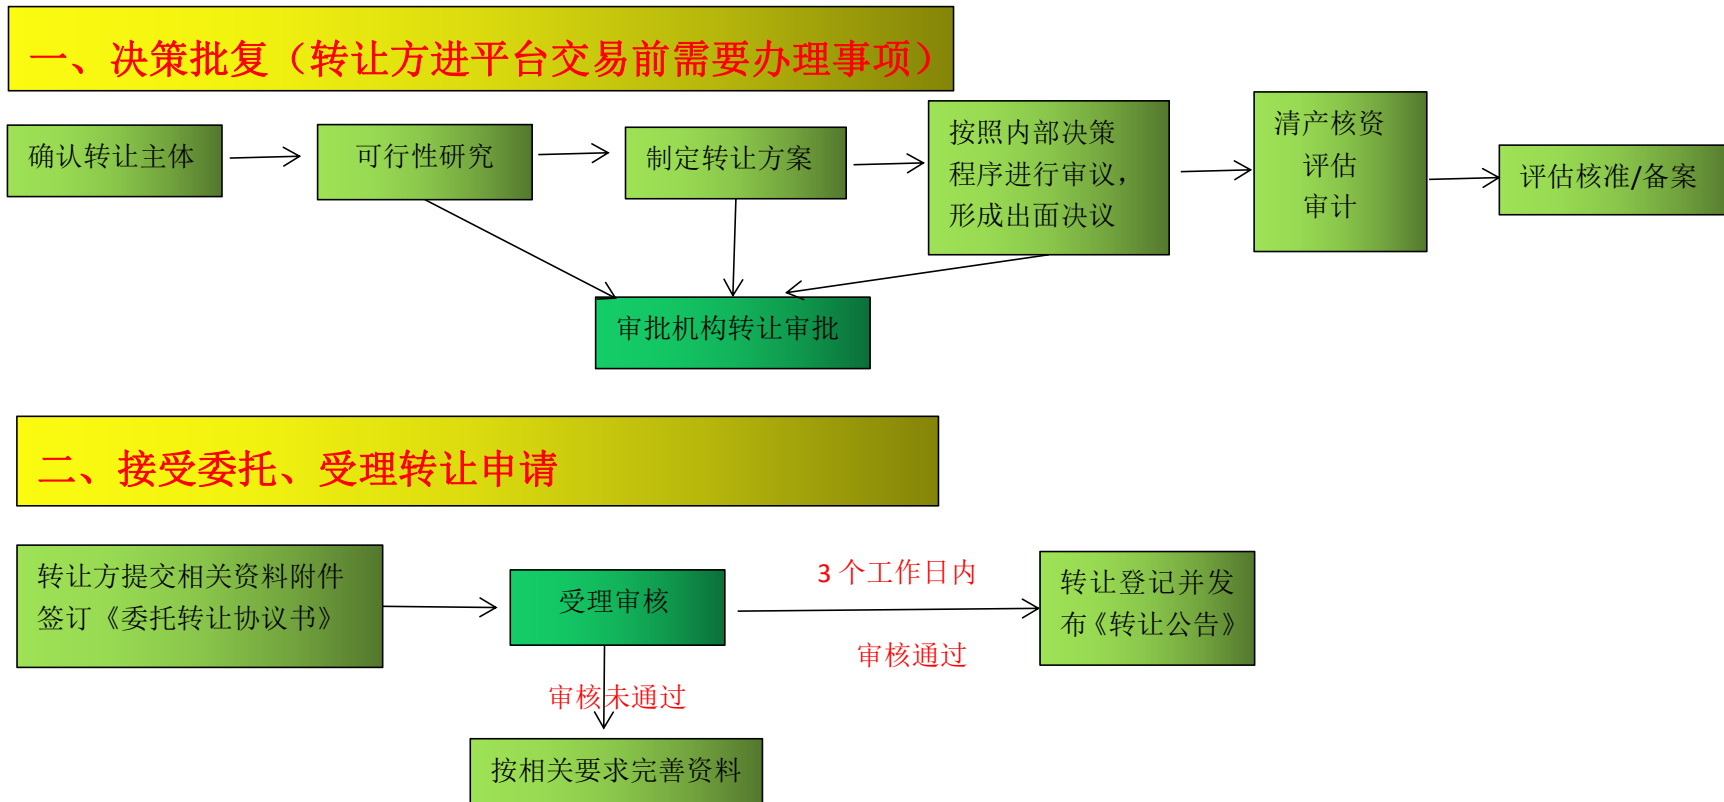 一、决策批复（转让方进平台交易前需要办理事项）
确认转让主体
可行性研究
制定转让方案
按照内部决策
程序进行审议，
形成出面决议
清产核资
评估
审计
评估核准/备案
审批机构转让审批
二、接受委托、受理转让申请
转让方提交相关资料附件
签订《委托转让协议书》
受理审核
3 个工作日内
审核通过
转让登记并发
布《转让公告》
审核未通过
按相关要求完善资料